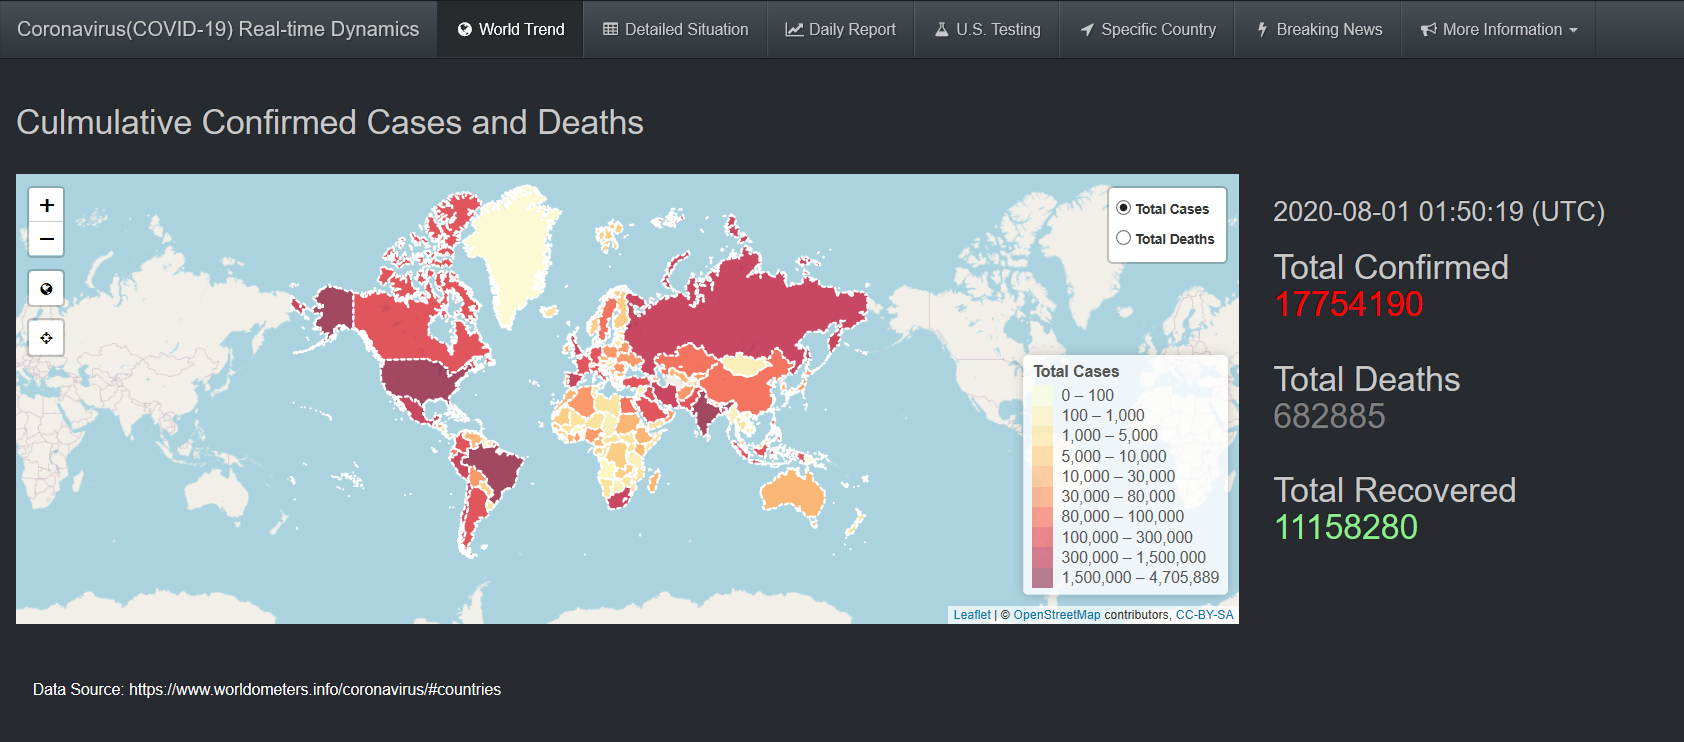 Coronavirus(COVID-19) Real-time Dynamics World Trend Detailed Situation Daily Report U.S. Testing Specific Country Breaking News More Information
Culmulative Confirmed Cases and Deaths
+
−
Total Cases
Total Deaths
Total Cases
0 – 100
100 – 1,000
1,000 – 5,000
5,000 – 10,000
10,000 – 30,000
30,000 – 80,000
80,000 – 100,000
100,000 – 300,000
300,000 – 1,500,000
1,500,000 – 4,705,889
Leaflet | © OpenStreetMap contributors, CC-BY-SA
2020-08-01 01:50:19 (UTC)
Total Confirmed
17754190
Total Deaths
682885
Total Recovered
11158280
Data Source: https://www.worldometers.info/coronavirus/#countries